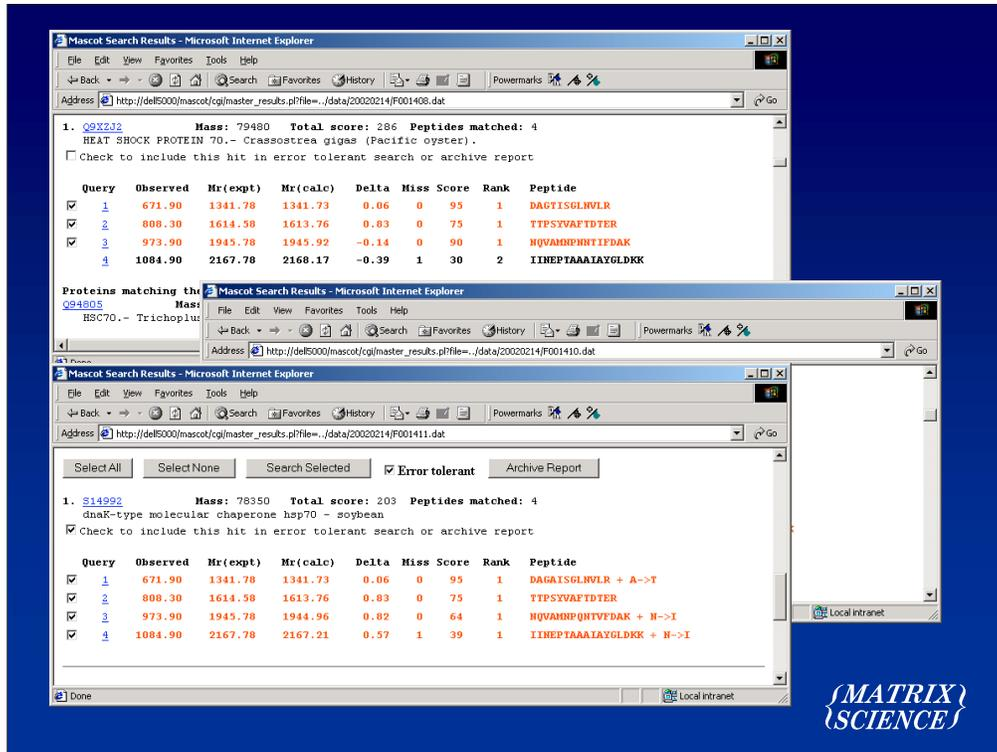 Mascot Search Results - Microsoft Internet Explorer
File Edit View Favorites Tools Help
Back Search Favorites History Powermarks
Address http://dell5000/mascot/cgi/master_results.pl?file=../data/20020214/F001408.dat Go
1. Q9XZJ2 Mass: 79480 Total score: 286 Peptides matched: 4
HEAT SHOCK PROTEIN 70.- Crassostrea gigas (Pacific oyster).
Check to include this hit in error tolerant search or archive report
Query Observed Mr(expt) Mr(calc) Delta Miss Score Rank Peptide
1 671.90 1341.78 1341.73 0.06 0 95 1 DAGTISGLNVLR
2 808.30 1614.58 1613.76 0.83 0 75 1 TTPSYVAFTDTER
3 973.90 1945.78 1945.92 -0.14 0 90 1 NQVAMNPNNTIFDAK
4 1084.90 2167.78 2168.17 -0.39 1 30 2 IINEPTAAAIAYGLDKK
Proteins matching the
Q94805 Mas
HSC70.- Trichoplus
Done
Mascot Search Results - Microsoft Internet Explorer
File Edit View Favorites Tools Help
Back Search Favorites History Powermarks
Address http://dell5000/mascot/cgi/master_results.pl?file=../data/20020214/F001410.dat Go
Local intranet
Mascot Search Results - Microsoft Internet Explorer
File Edit View Favorites Tools Help
Back Search Favorites History Powermarks
Address http://dell5000/mascot/cgi/master_results.pl?file=../data/20020214/F001411.dat Go
Select All Select None Search Selected Error tolerant Archive Report
1. S14992 Mass: 78350 Total score: 203 Peptides matched: 4
dnaK-type molecular chaperone hsp70 - soybean
Check to include this hit in error tolerant search or archive report
Query Observed Mr(expt) Mr(calc) Delta Miss Score Rank Peptide
1 671.90 1341.78 1341.73 0.06 0 95 1 DAGAISGLNVLR + A->T
2 808.30 1614.58 1613.76 0.83 0 75 1 TTPSYVAFTDTER
3 973.90 1945.78 1944.96 0.82 0 64 1 NQVAMNPQNTVFDAK + N->I
4 1084.90 2167.78 2167.21 0.57 1 39 1 IINEPTAAAIAYGLDKK + N->I
Done Local intranet
{MATRIX
SCIENCE}